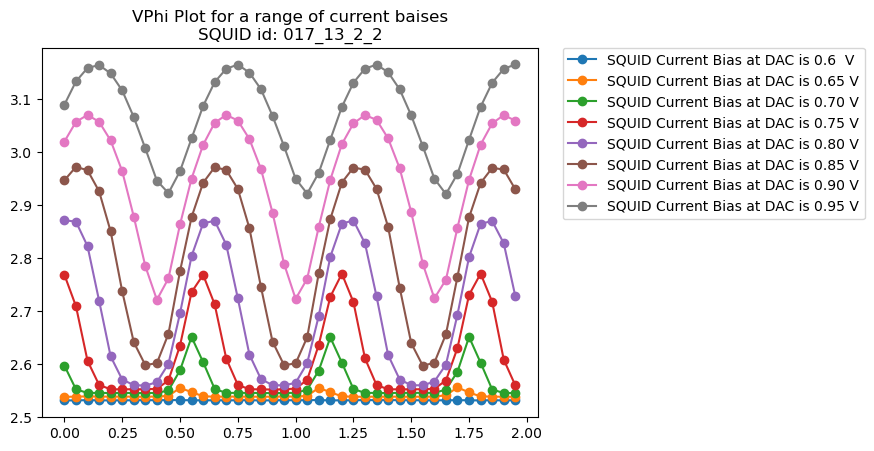 VPhi Plot for a range of current baises
SQUID id: 017_13_2_2
3.1
3.0
2.9
2.8
2.7
2.6
2.5
0.00 0.25 0.50 0.75 1.00 1.25 1.50 1.75 2.00
SQUID Current Bias at DAC is 0.6  V
SQUID Current Bias at DAC is 0.65 V
SQUID Current Bias at DAC is 0.70 V
SQUID Current Bias at DAC is 0.75 V
SQUID Current Bias at DAC is 0.80 V
SQUID Current Bias at DAC is 0.85 V
SQUID Current Bias at DAC is 0.90 V
SQUID Current Bias at DAC is 0.95 V